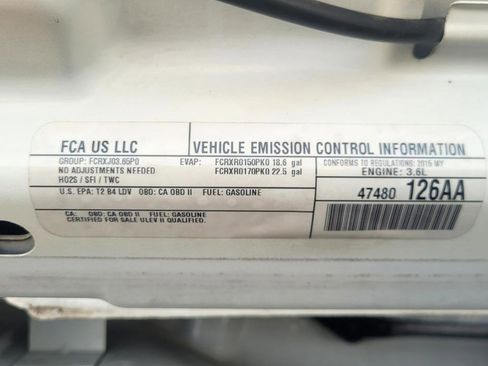 FCA US LLC VEHICLE EMISSION CONTROL INFORMATION
GROUP: FCRXJ03.65P0 EVAP: FCRXR0150PK0 18.6 gal CONFORMS TO REGULATIONS: 2015 MY
NO ADJUSTMENTS NEEDED FCRXR0170PK0 22.5 gal ENGINE: 3.6L
HO2S / SFI / TWC
U.S. EPA: T2 B4 LDV OBD: CA OBD II FUEL: GASOLINE 47480 126AA
CA: OBD: CA OBD II FUEL: GASOLINE
CERTIFIED FOR SALE ULEV II QUALIFIED.